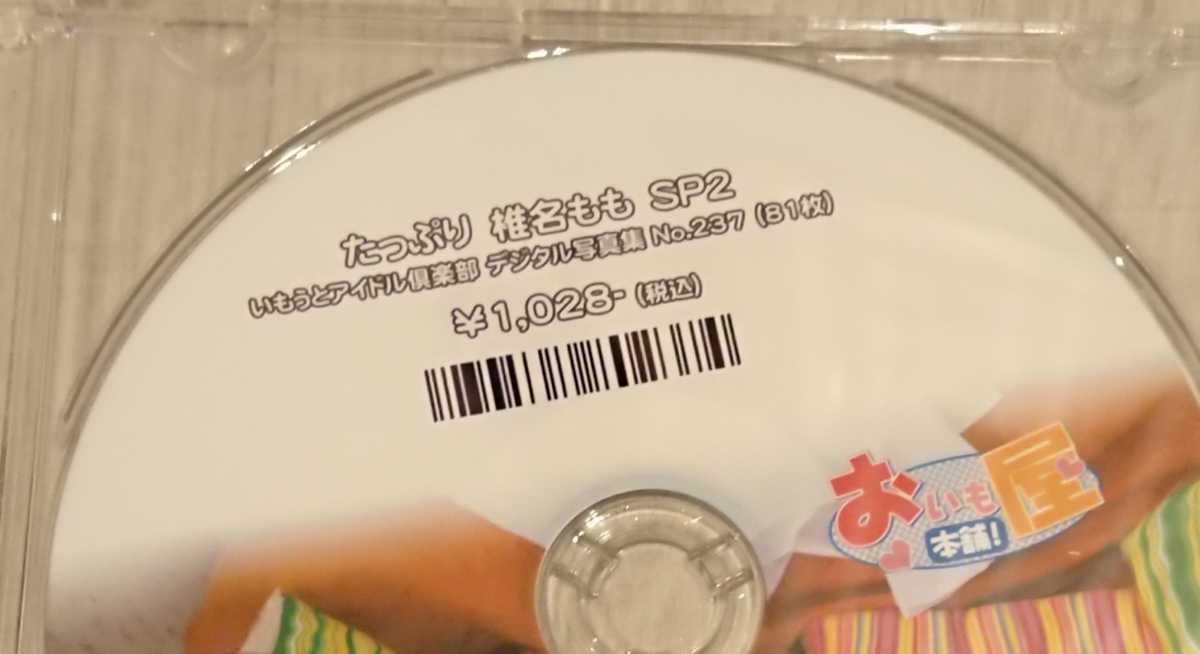 たっぷり 椎名もも SP2
いもうとアイドル倶楽部 デジタル写真集 No.237 (81枚)
¥1,028- (税込)
おいも屋
本舗!